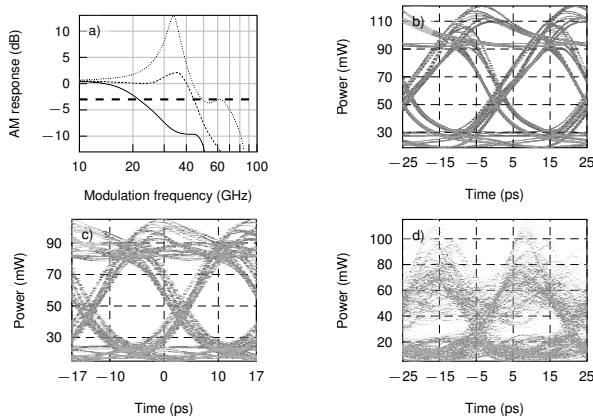 a)
AM response (dB)
10
5
0
−5
−10
10 20 40 60 100
Modulation frequency (GHz)
b)
Power (mW)
110
90
70
50
30
−25 −15 −5 5 15 25
Time (ps)
c)
Power (mW)
90
70
50
30
−17 −10 0 10 17
Time (ps)
d)
Power (mW)
100
80
60
40
20
−25 −15 −5 5 15 25
Time (ps)